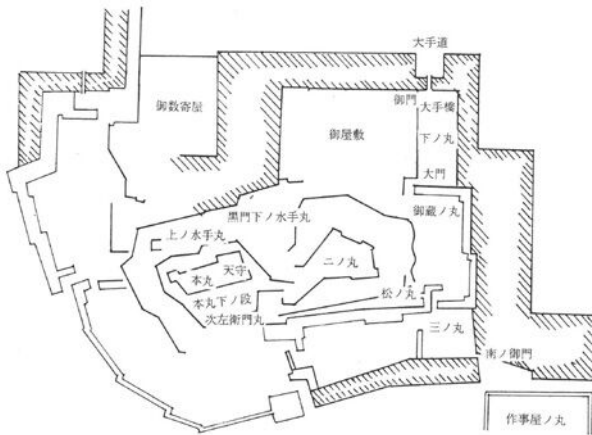 大手道
御数寄屋
御門
大手橋
御屋敷
下ノ丸
大門
黒門下ノ水手丸
御蔵ノ丸
上ノ水手丸
二ノ丸
天守
本丸
松ノ丸
本丸下ノ段
次左衛門丸
三ノ丸
南ノ御門
作事屋ノ丸